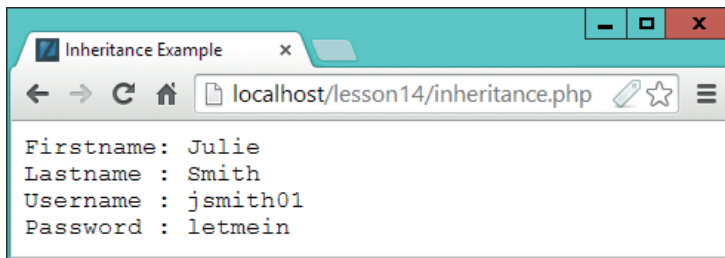 Inheritance Example
localhost/lesson14/inheritance.php
Firstname: Julie
Lastname : Smith
Username : jsmith01
Password : letmein